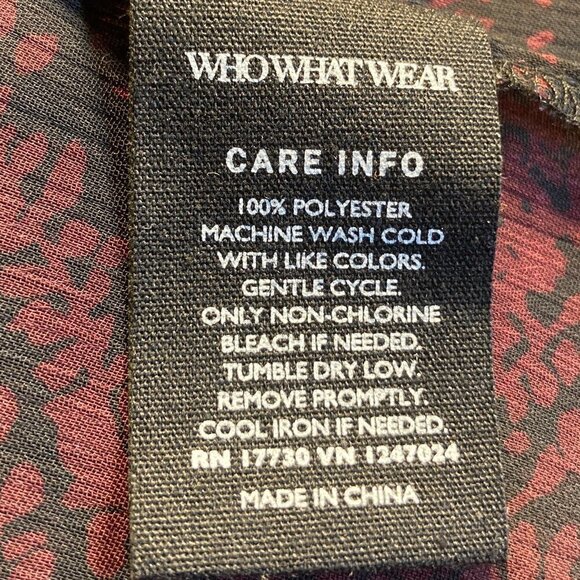 WHO WHAT WEAR
CARE INFO
100% POLYESTER
MACHINE WASH COLD
WITH LIKE COLORS.
GENTLE CYCLE.
ONLY NON-CHLORINE
BLEACH IF NEEDED.
TUMBLE DRY LOW.
REMOVE PROMPTLY.
COOL IRON IF NEEDED.
RN 17730 VN 1247024
MADE IN CHINA